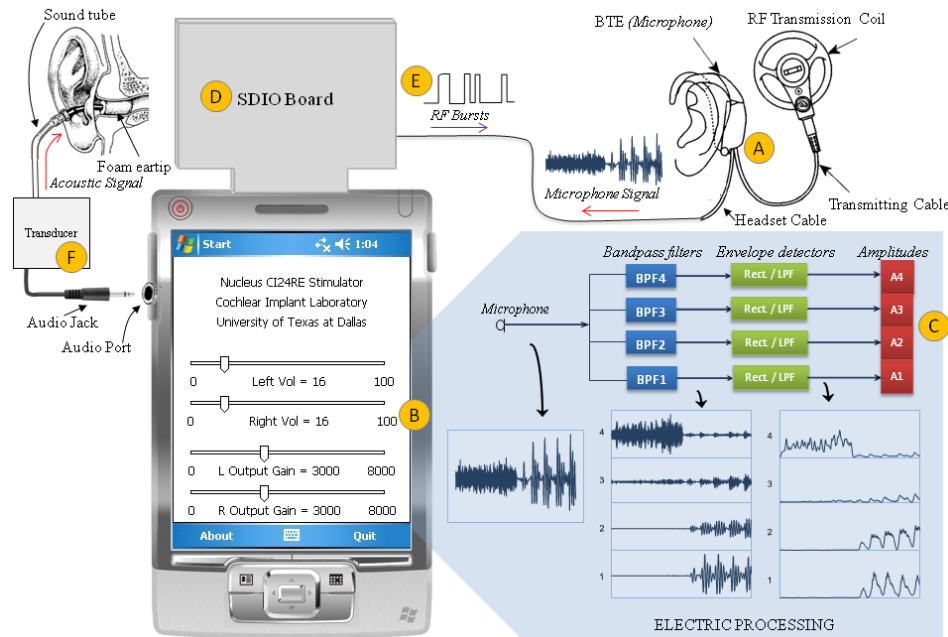 Sound tube
Foam eartip
Acoustic Signal
Transducer
F
Audio Jack
Audio Port
D
SDIO Board
E
RF Bursts
BTE (Microphone)
RF Transmission Coil
A
Microphone Signal
Transmitting Cable
Headset Cable
Start
1:04
Nucleus CI24RE Stimulator
Cochlear Implant Laboratory
University of Texas at Dallas
0 100
Left Vol = 16
0 100
Right Vol = 16
0 L Output Gain = 3000 8000
0 R Output Gain = 3000 8000
About Quit
B
Bandpass filters Envelope detectors Amplitudes
Microphone
BPF4 Rect. / LPF A4
BPF3 Rect. / LPF A3
BPF2 Rect. / LPF A2
BPF1 Rect. / LPF A1
C
4
3
2
1
4
3
2
1
ELECTRIC PROCESSING